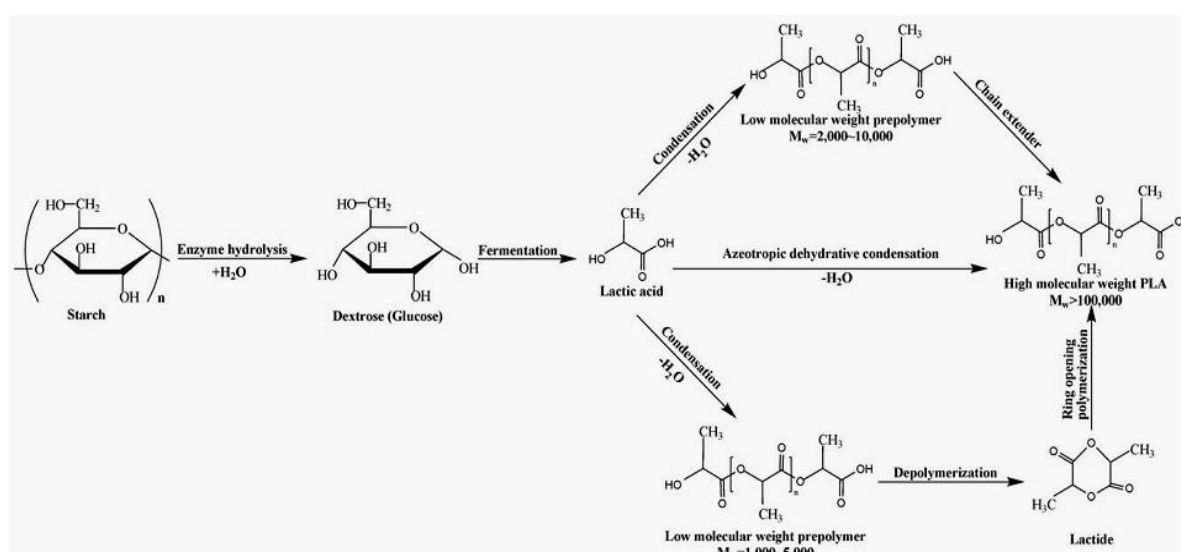 CH₃
HO
O
O
CH₃
n
O
O
CH₃
OH
O
Low molecular weight prepolymer
Mw=2,000~10,000
Condensation
-H₂O
Chain extender
HO-CH₂
O
OH
OH
O
n
Starch
Enzyme hydrolysis
+H₂O
HO-CH₂
O
HO
OH
OH
OH
Dextrose (Glucose)
Fermentation
CH₃
OH
HO
O
Lactic acid
Azeotropic dehydrative condensation
-H₂O
CH₃
HO
O
O
CH₃
n
O
O
CH₃
O
High molecular weight PLA
Mw>100,000
Condensation
-H₂O
CH₃
HO
O
O
CH₃
n
O
O
CH₃
OH
O
Low molecular weight prepolymer
Depolymerization
O
O
CH₃
H₃C
O
O
Lactide
Ring opening
polymerization